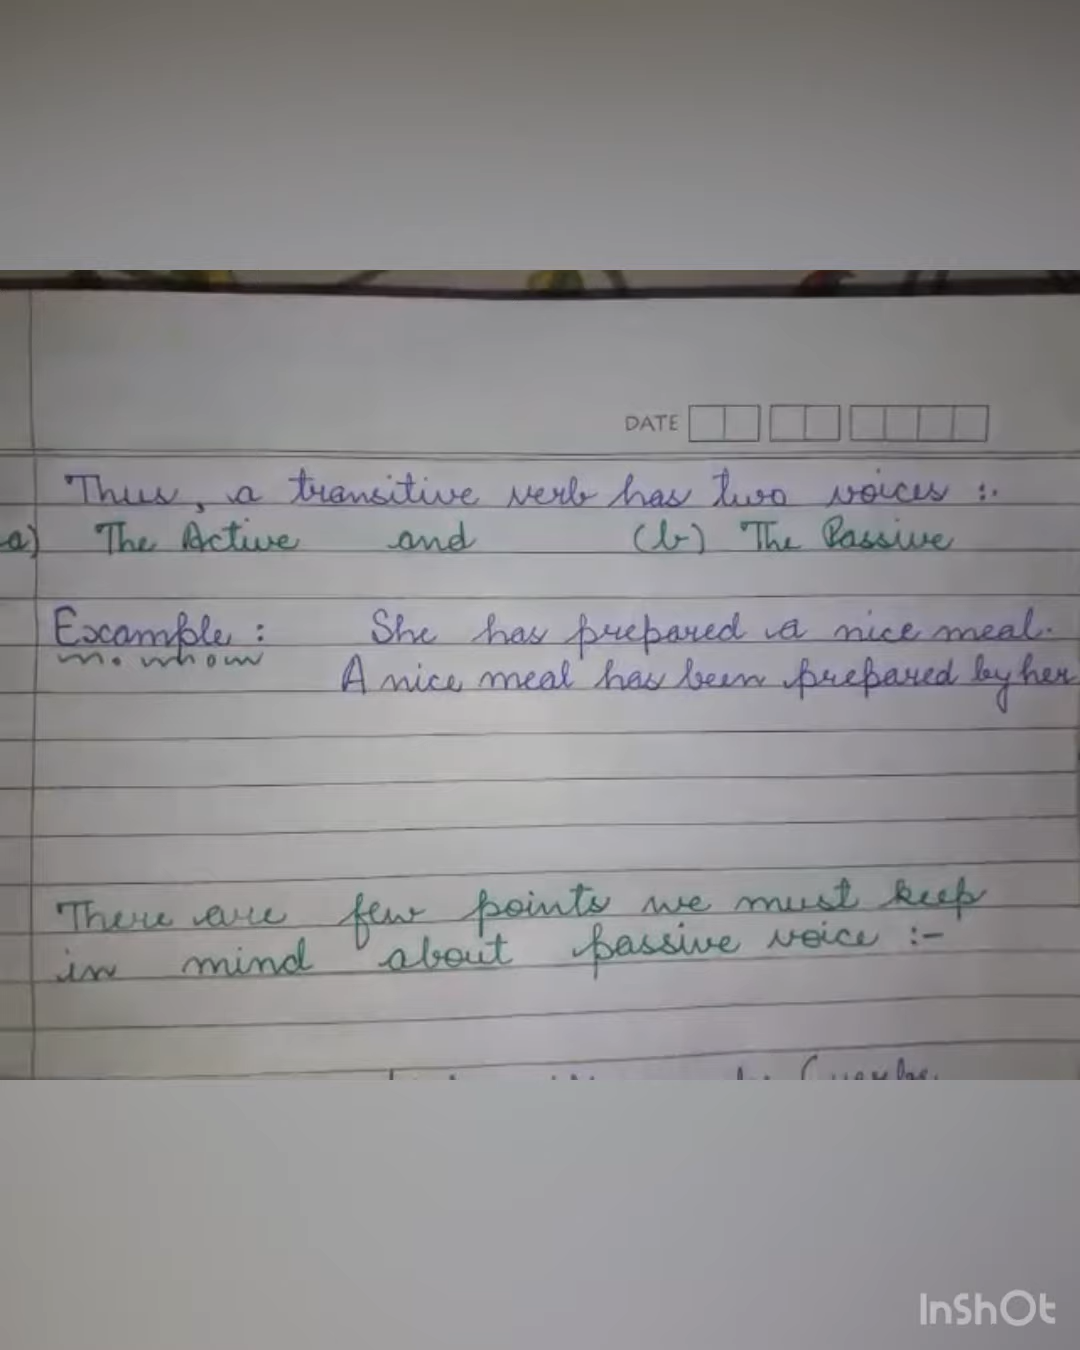 DATE
Thus, a transitive verb has two voices :-
a) The Active and (b) The Passive
Example : She has prepared a nice meal.
A nice meal has been prepared by her
There are few points we must keep
in mind about passive voice :-
InShOt